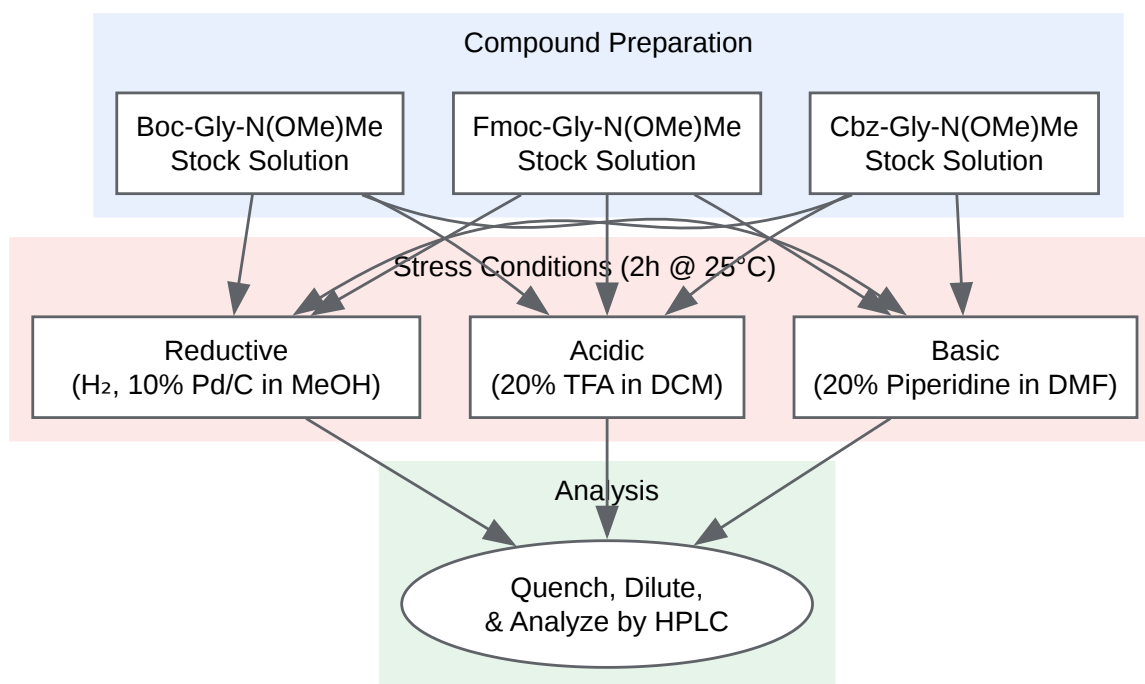 Compound Preparation
Boc-Gly-N(OMe)Me
Stock Solution
Fmoc-Gly-N(OMe)Me
Stock Solution
Cbz-Gly-N(OMe)Me
Stock Solution
Stress Conditions (2h @ 25°C)
Reductive
(H₂, 10% Pd/C in MeOH)
Acidic
(20% TFA in DCM)
Basic
(20% Piperidine in DMF)
Analysis
Quench, Dilute,
& Analyze by HPLC